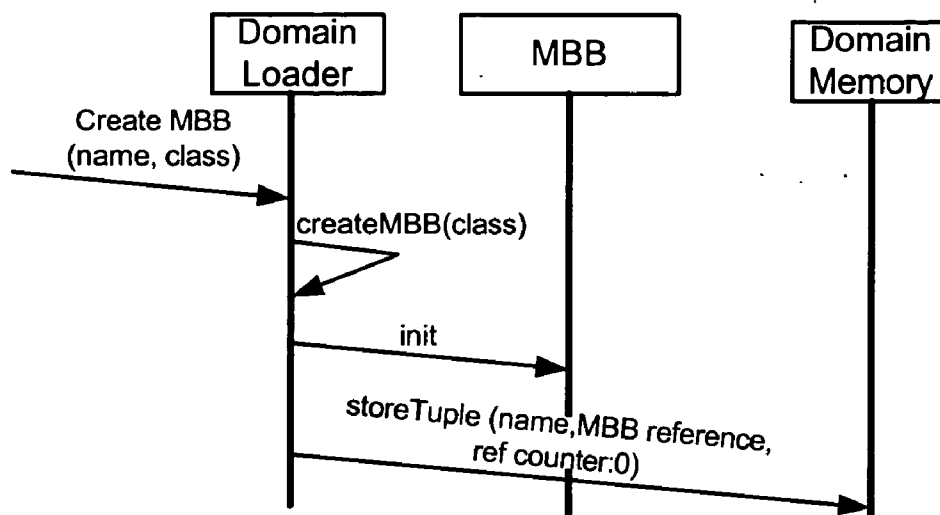 Domain
Loader
MBB
Domain
Memory
Create MBB
(name, class)
createMBB(class)
init
storeTuple (name,MBB reference,
ref counter:0)